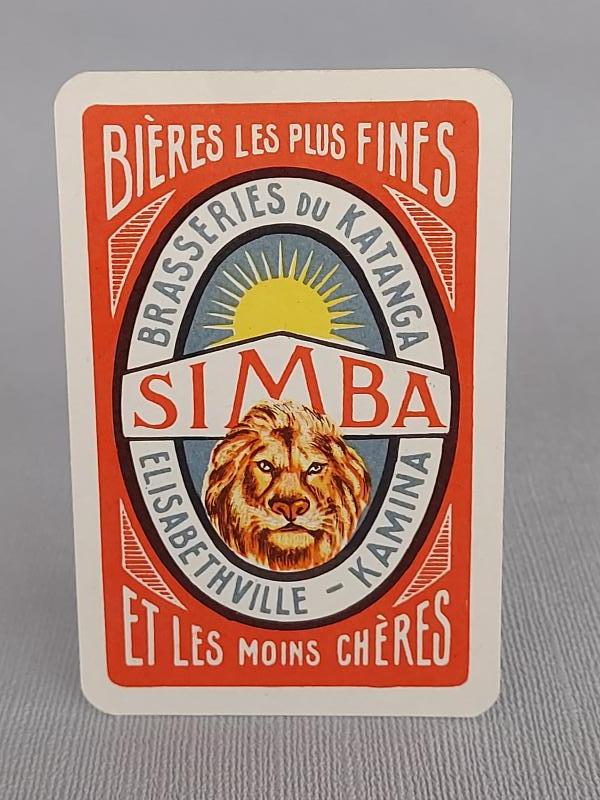 BIÈRES LES PLUS FINES
BRASSERIES DU KATANGA
SIMBA
ELISABETHVILLE - KAMINA
ET LES MOINS CHÈRES